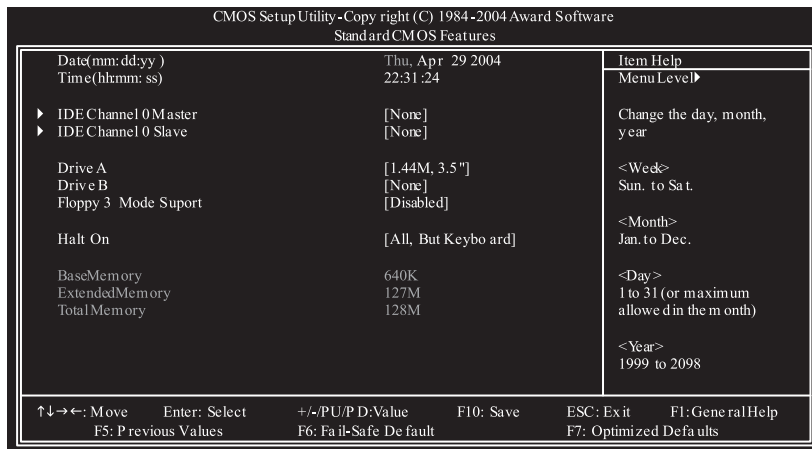 CMOS Setup Utility-Copy right (C) 1984-2004 Award Software
Standard CMOS Features
Date(mm:dd:yy) Thu, Apr 29 2004 Item Help
Time(hh:mm:ss) 22:31:24 Menu Level▶
▶ IDE Channel 0 Master [None] Change the day, month,
▶ IDE Channel 0 Slave [None] year
Drive A [1.44M, 3.5"] <Week>
Drive B [None] Sun. to Sat.
Floppy 3 Mode Suport [Disabled]
<Month>
Halt On [All, But Keyboard] Jan. to Dec.
BaseMemory 640K <Day>
ExtendedMemory 127M 1 to 31 (or maximum
Total Memory 128M allowed in the month)
<Year>
1999 to 2098
↑↓→←: Move Enter: Select +/-/PU/PD:Value F10: Save ESC: Exit F1:General Help
F5: Previous Values F6: Fail-Safe Default F7: Optimized Defaults